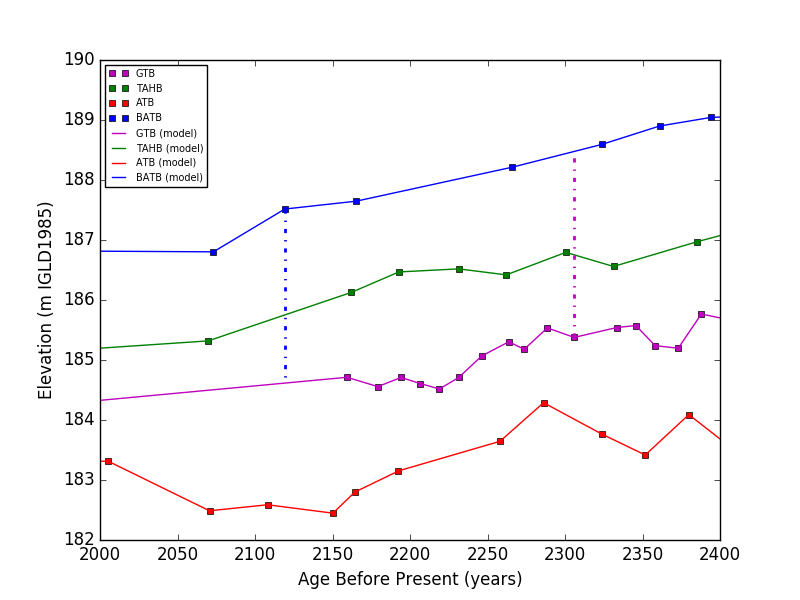 190
189
188
187
186
185
184
183
182
Elevation (m IGLD1985)
GTB
TAHB
ATB
BATB
GTB (model)
TAHB (model)
ATB (model)
BATB (model)
2000 2050 2100 2150 2200 2250 2300 2350 2400
Age Before Present (years)